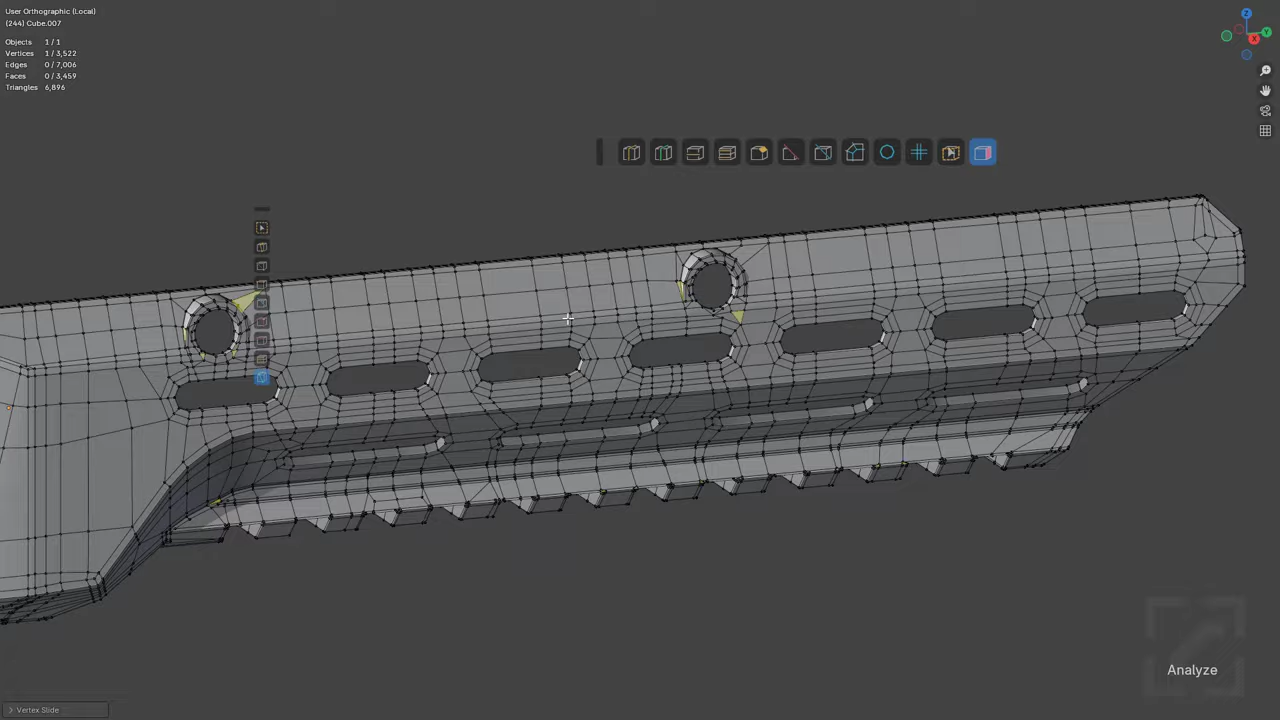 User Orthographic (Local)
(244) Cube.007
Objects 1 / 1
Vertices 1 / 3,522
Edges 0 / 7,006
Faces 0 / 3,459
Triangles 6,896
Z
Y
X
Analyze
Vertex Slide